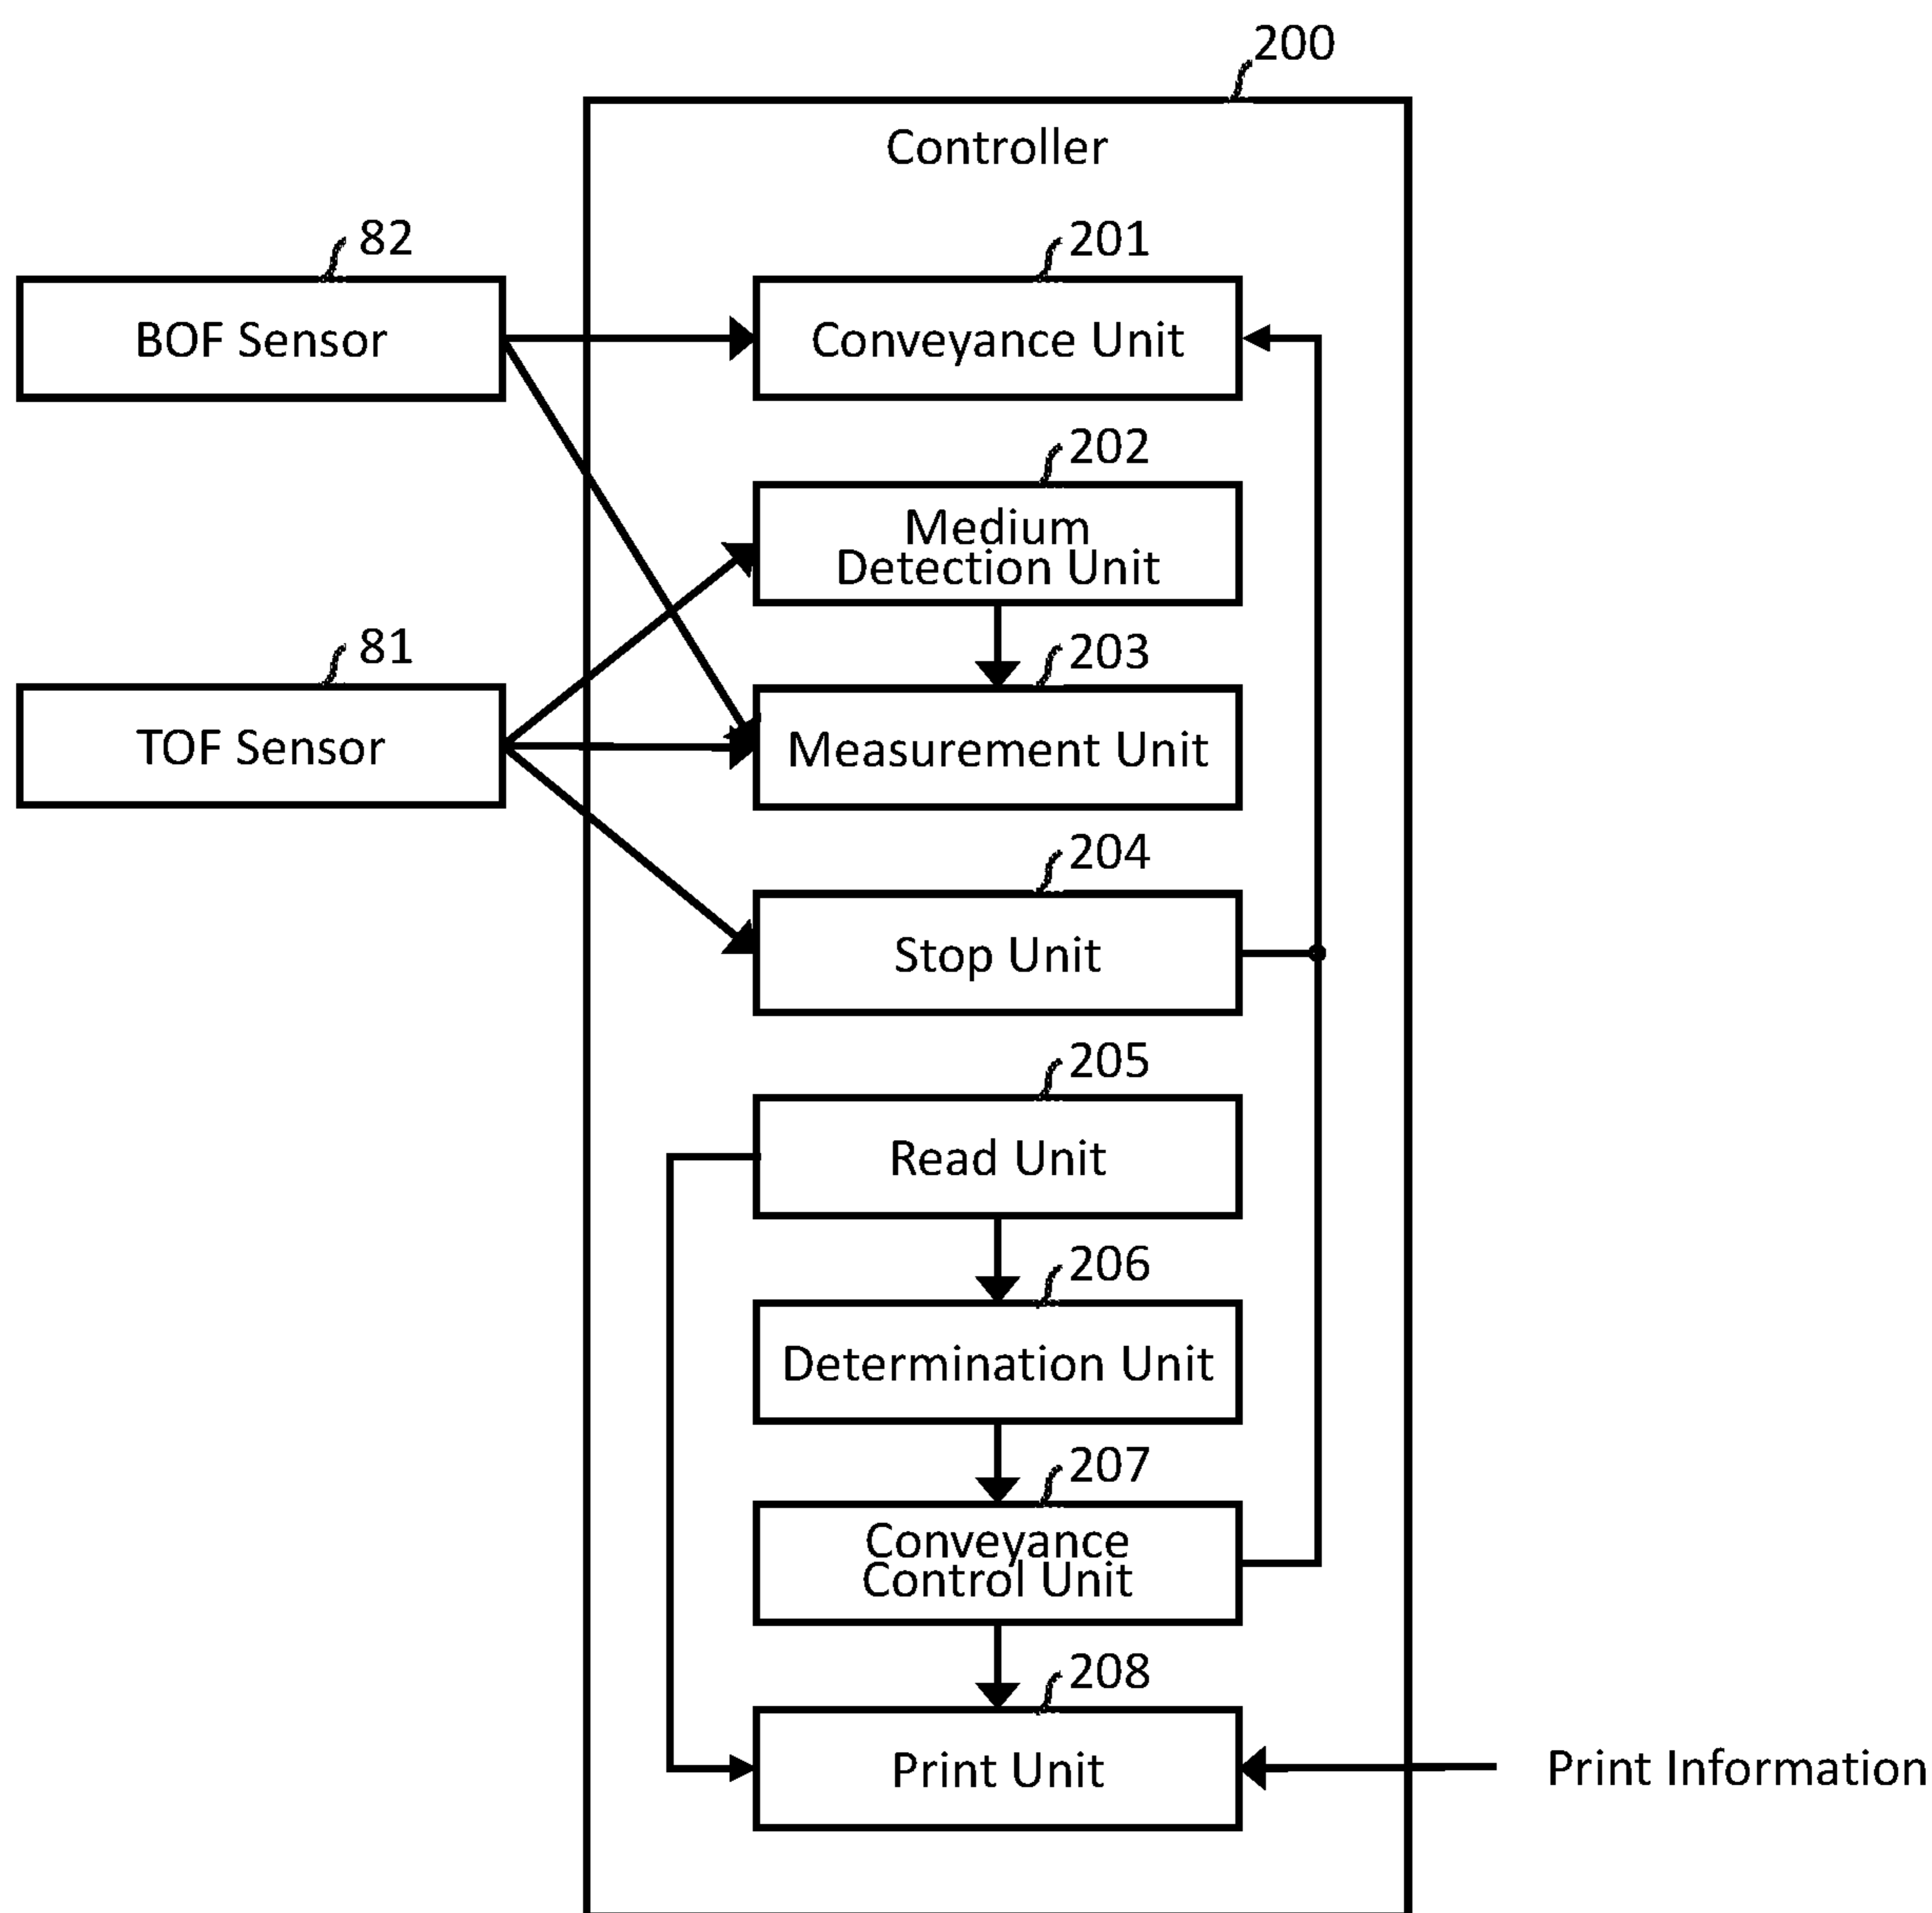 200
Controller
82
201
BOF Sensor
Conveyance Unit
202
Medium
Detection Unit
81
203
TOF Sensor
Measurement Unit
204
Stop Unit
205
Read Unit
206
Determination Unit
207
Conveyance
Control Unit
208
Print Unit
Print Information